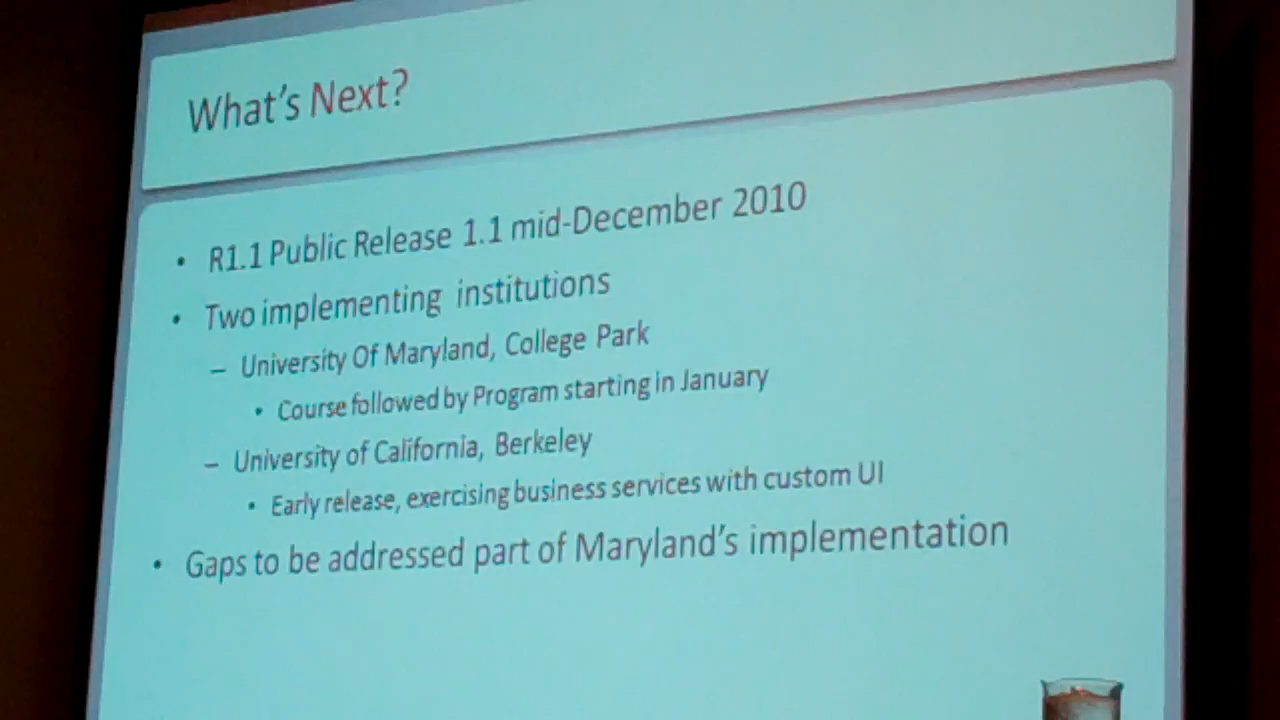 What's Next?
• R1.1 Public Release 1.1 mid-December 2010
• Two implementing institutions
– University Of Maryland, College Park
• Course followed by Program starting in January
– University of California, Berkeley
• Early release, exercising business services with custom UI
• Gaps to be addressed part of Maryland's implementation